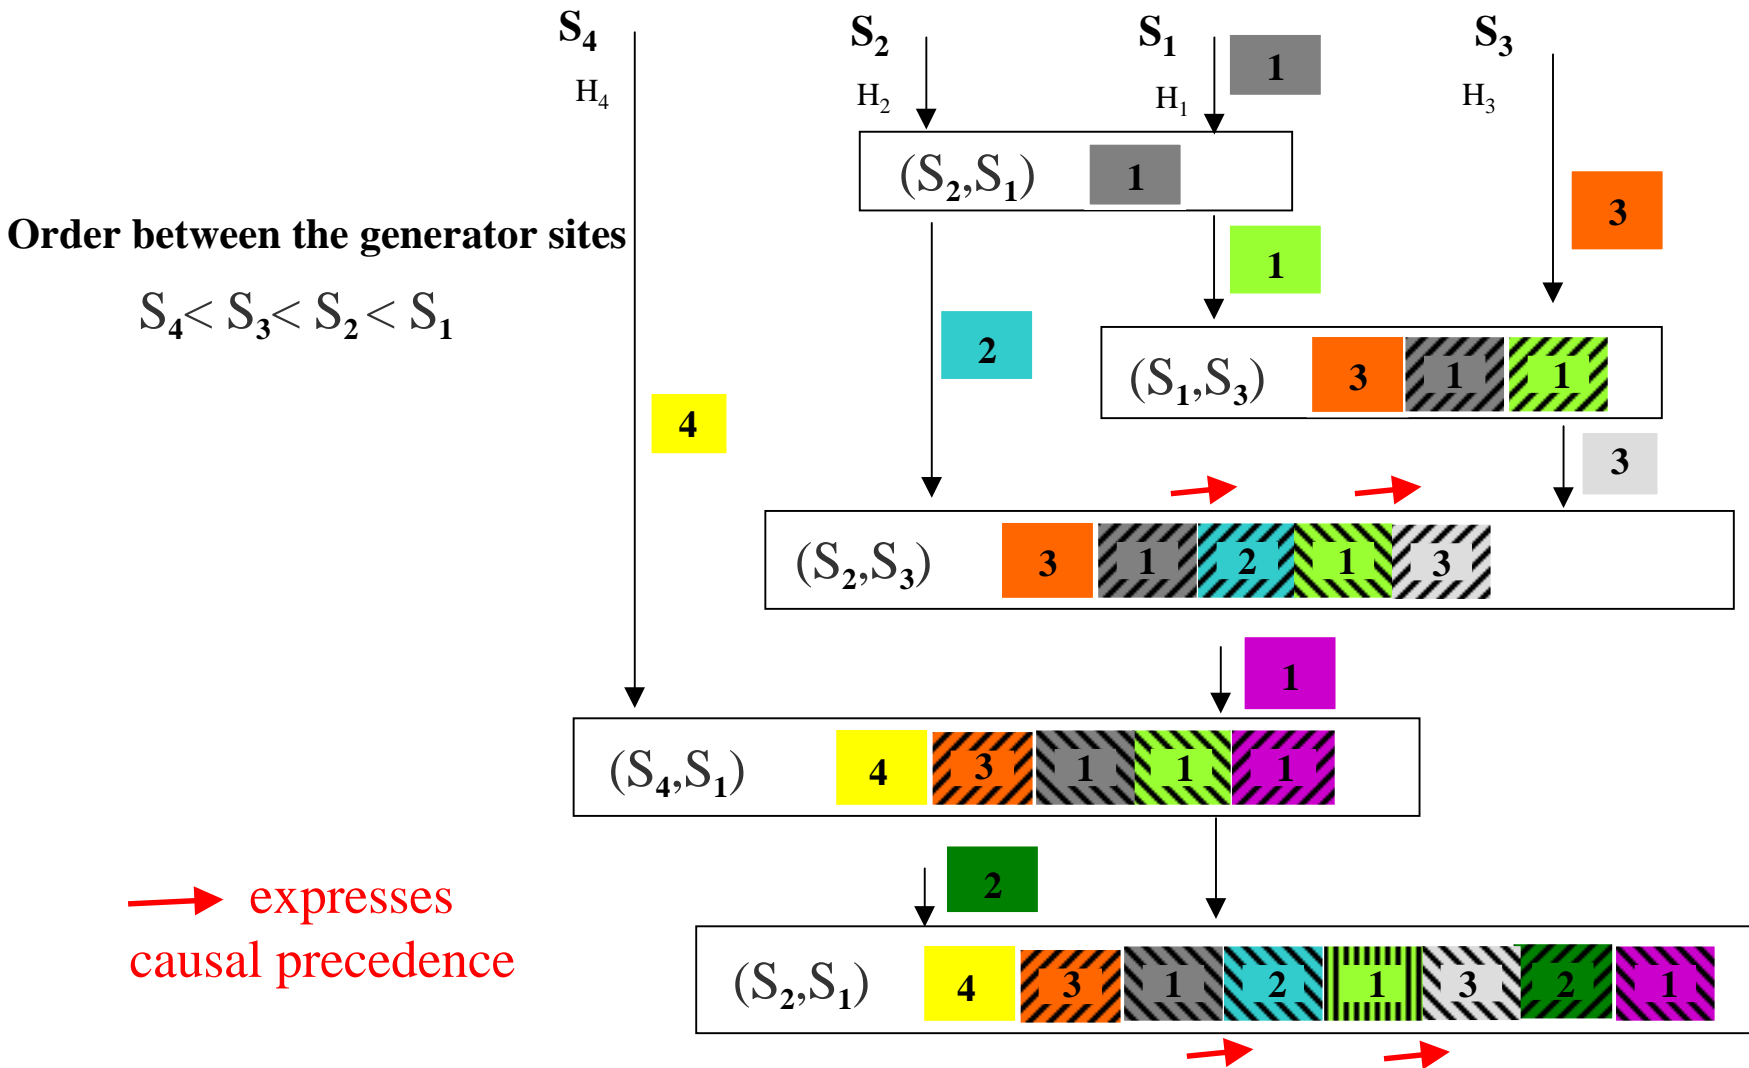 S4 S2 S1 S3
1
H4 H2 H1 H3
(S2,S1) 1
3
Order between the generator sites
1
S4< S3< S2< S1
2
(S1,S3) 3 1 1
4
3
(S2,S3) 3 1 2 1 3
1
(S4,S1) 4 3 1 1 1
2
expresses
causal precedence
(S2,S1) 4 3 1 2 1 3 2 1